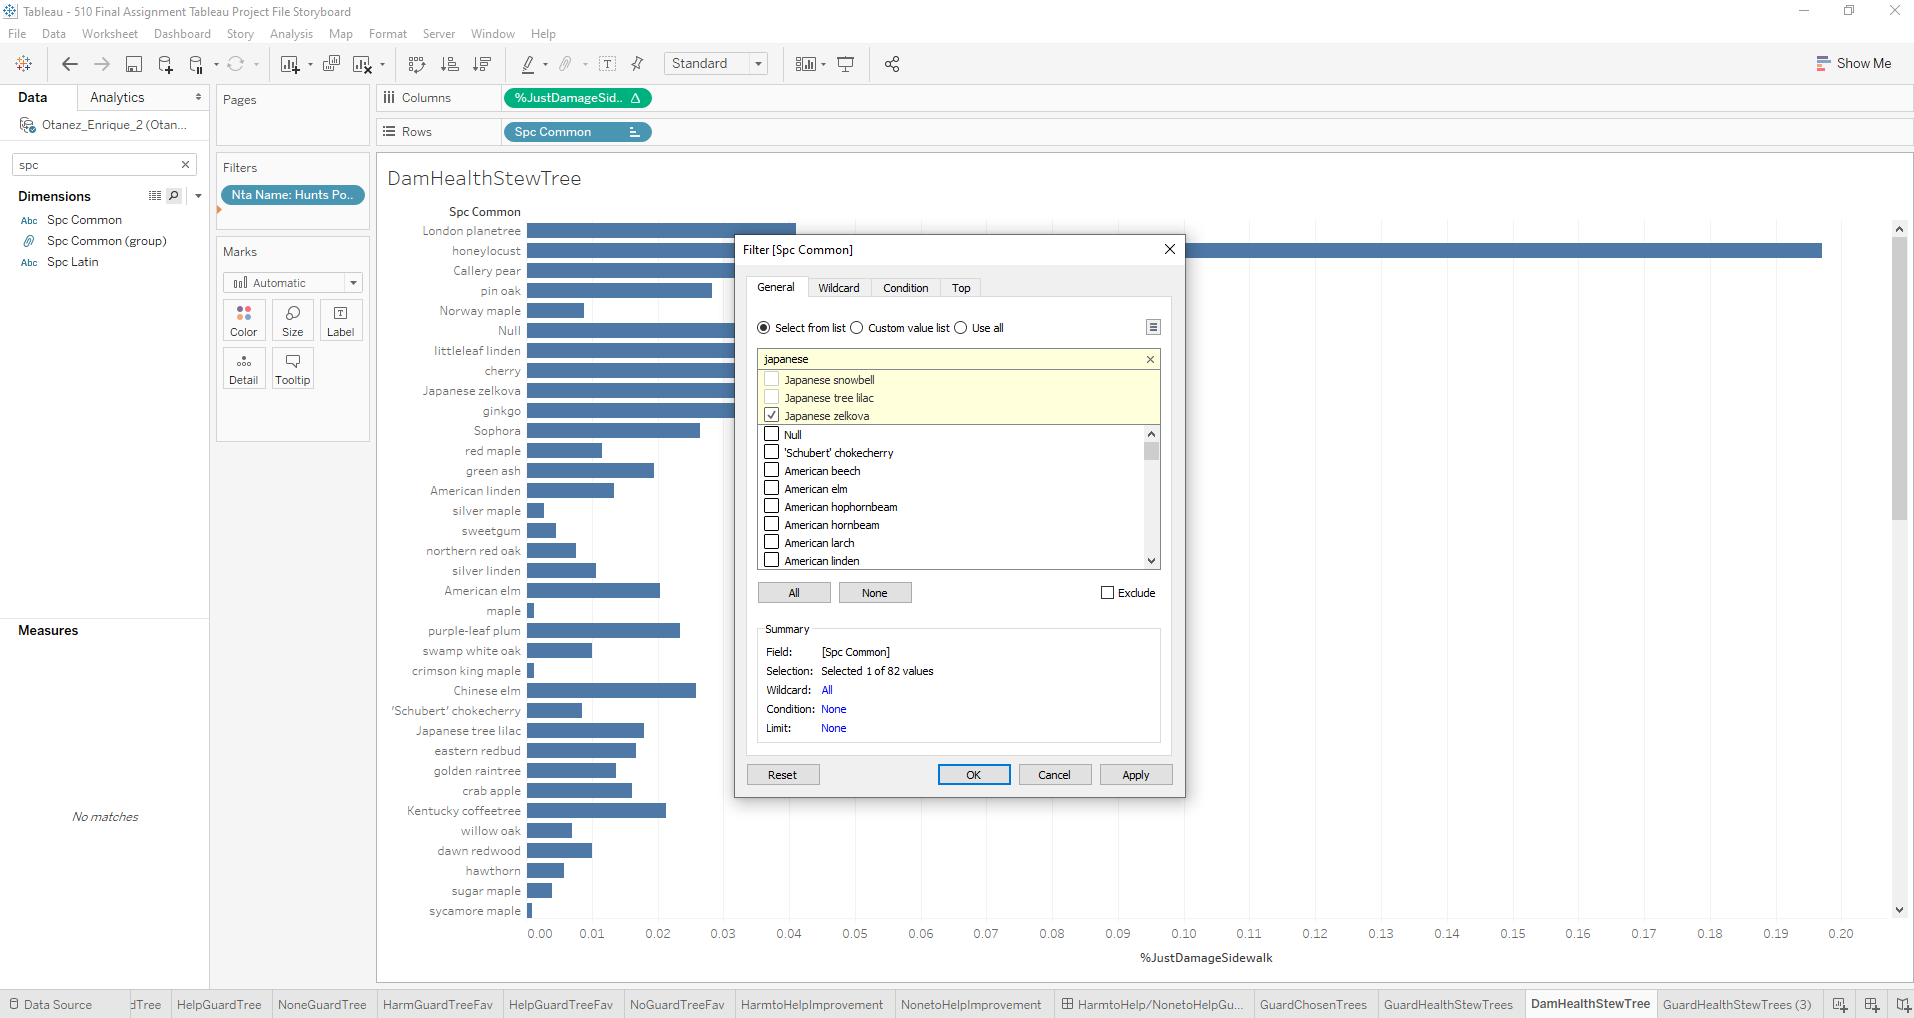 Tableau - 510 Final Assignment Tableau Project File Storyboard
File Data Worksheet Dashboard Story Analysis Map Format Server Window Help
Standard
Show Me
Data
Analytics
Otanez_Enrique_2 (Otan...
spc
Dimensions
Abc Spc Common
Spc Common (group)
Abc Spc Latin
Measures
No matches
Pages
Filters
Nta Name: Hunts Po..
Marks
Automatic
Color
Size
Label
Detail
Tooltip
Columns
%JustDamageSid..
Rows
Spc Common
DamHealthStewTree
Spc Common
London planetree
honeylocust
Callery pear
pin oak
Norway maple
Null
littleleaf linden
cherry
Japanese zelkova
ginkgo
Sophora
red maple
green ash
American linden
silver maple
sweetgum
northern red oak
silver linden
American elm
maple
purple-leaf plum
swamp white oak
crimson king maple
Chinese elm
'Schubert' chokecherry
Japanese tree lilac
eastern redbud
golden raintree
crab apple
Kentucky coffeetree
willow oak
dawn redwood
hawthorn
sugar maple
sycamore maple
0.00 0.01 0.02 0.03 0.04 0.05 0.06 0.07 0.08 0.09 0.10 0.11 0.12 0.13 0.14 0.15 0.16 0.17 0.18 0.19 0.20
%JustDamageSidewalk
Filter [Spc Common]
General Wildcard Condition Top
Select from list Custom value list Use all
japanese
Japanese snowbell
Japanese tree lilac
Japanese zelkova
Null
'Schubert' chokecherry
American beech
American elm
American hophornbeam
American hornbeam
American larch
American linden
All None Exclude
Summary
Field: [Spc Common]
Selection: Selected 1 of 82 values
Wildcard: All
Condition: None
Limit: None
Reset OK Cancel Apply
Data Source dTree HelpGuardTree NoneGuardTree HarmGuardTreeFav HelpGuardTreeFav NoGuardTreeFav HarmtoHelpImprovement NonetoHelpImprovement HarmtoHelp/NonetoHelpGu... GuardChosenTrees GuardHealthStewTrees DamHealthStewTree GuardHealthStewTrees (3)